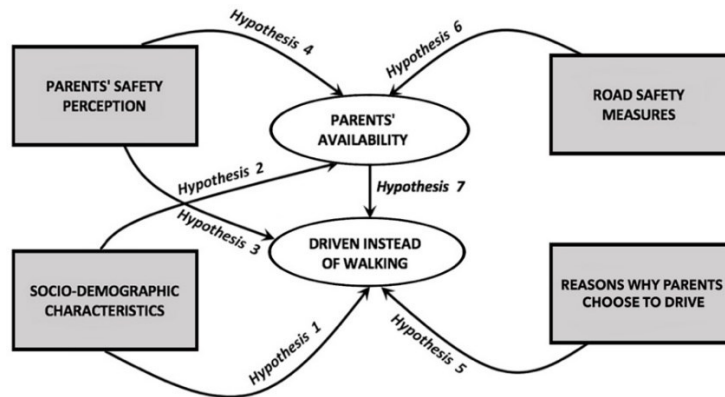 Hypothesis 4
Hypothesis 6
PARENTS' SAFETY
PERCEPTION
PARENTS'
AVAILABILITY
ROAD SAFETY
MEASURES
Hypothesis 2
Hypothesis 7
Hypothesis 3
DRIVEN INSTEAD
OF WALKING
SOCIO-DEMOGRAPHIC
CHARACTERISTICS
REASONS WHY PARENTS
CHOOSE TO DRIVE
Hypothesis 1
Hypothesis 5